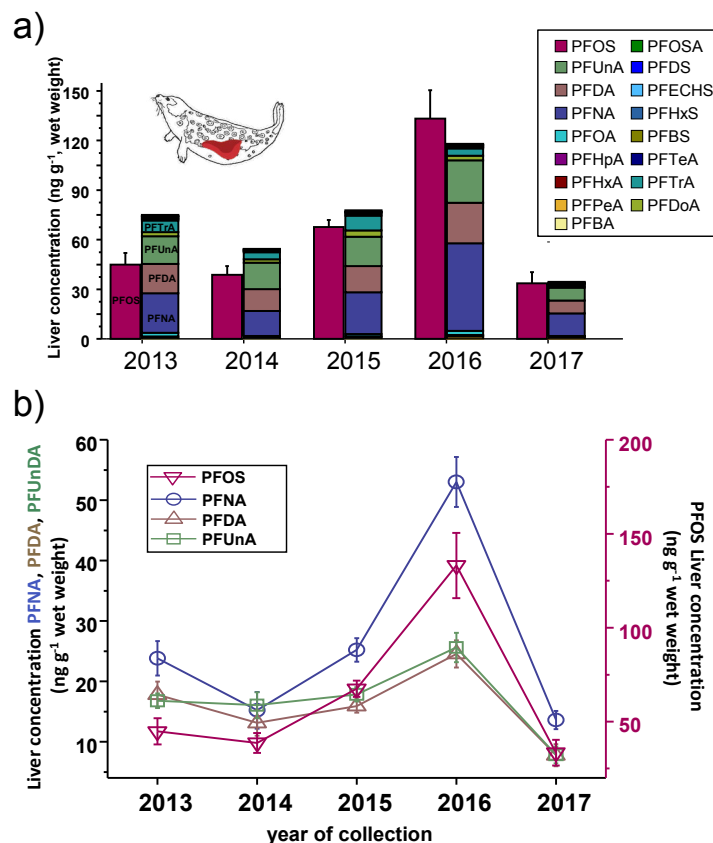 a)
Liver concentration (ng g⁻¹, wet weight)
150
120
90
60
30
0
PFOS PFOSA
PFUnA PFDS
PFDA PFECHS
PFNA PFHxS
PFOA PFBS
PFHpA PFTeA
PFHxA PFTrA
PFPeA PFDoA
PFBA
PFTrA
PFUnA
PFDA
PFOS
PFNA
2013 2014 2015 2016 2017
b)
Liver concentration PFNA, PFDA, PFUnDA
(ng g⁻¹ wet weight)
60
50
40
30
20
10
PFOS
PFNA
PFDA
PFUnA
200
150
100
50
PFOS Liver concentration
(ng g⁻¹ wet weight)
2013 2014 2015 2016 2017
year of collection